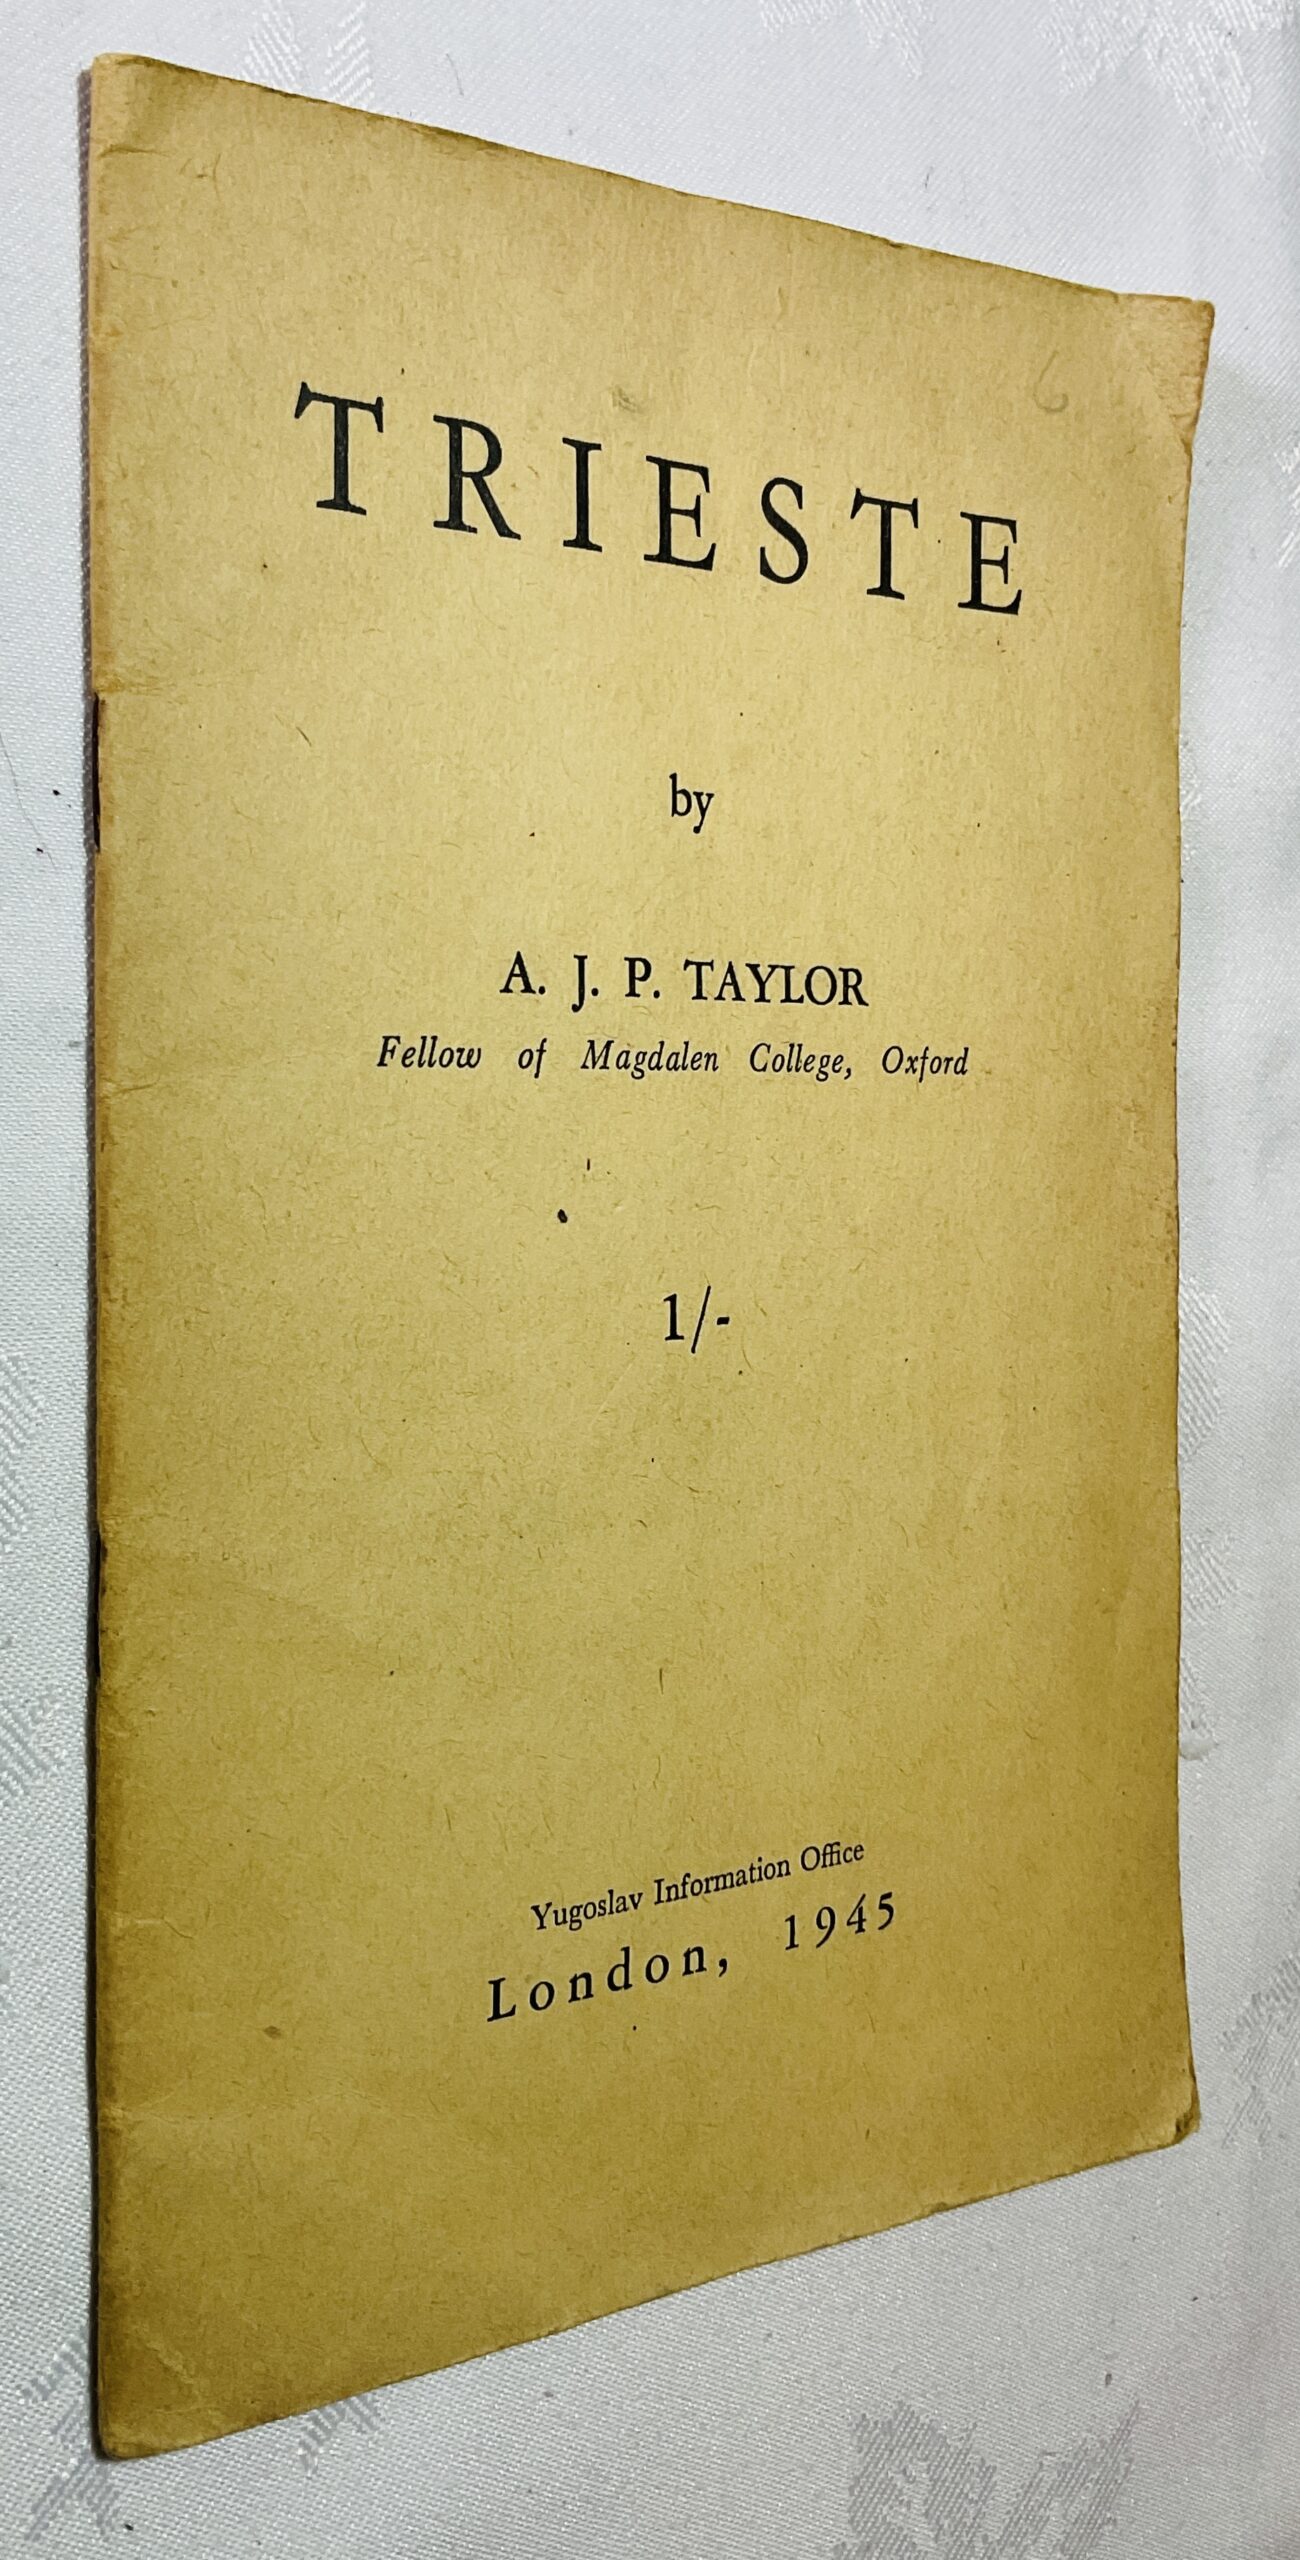 TRIESTE
by
A. J. P. TAYLOR
Fellow of Magdalen College, Oxford
1/-
Yugoslav Information Office
London, 1945